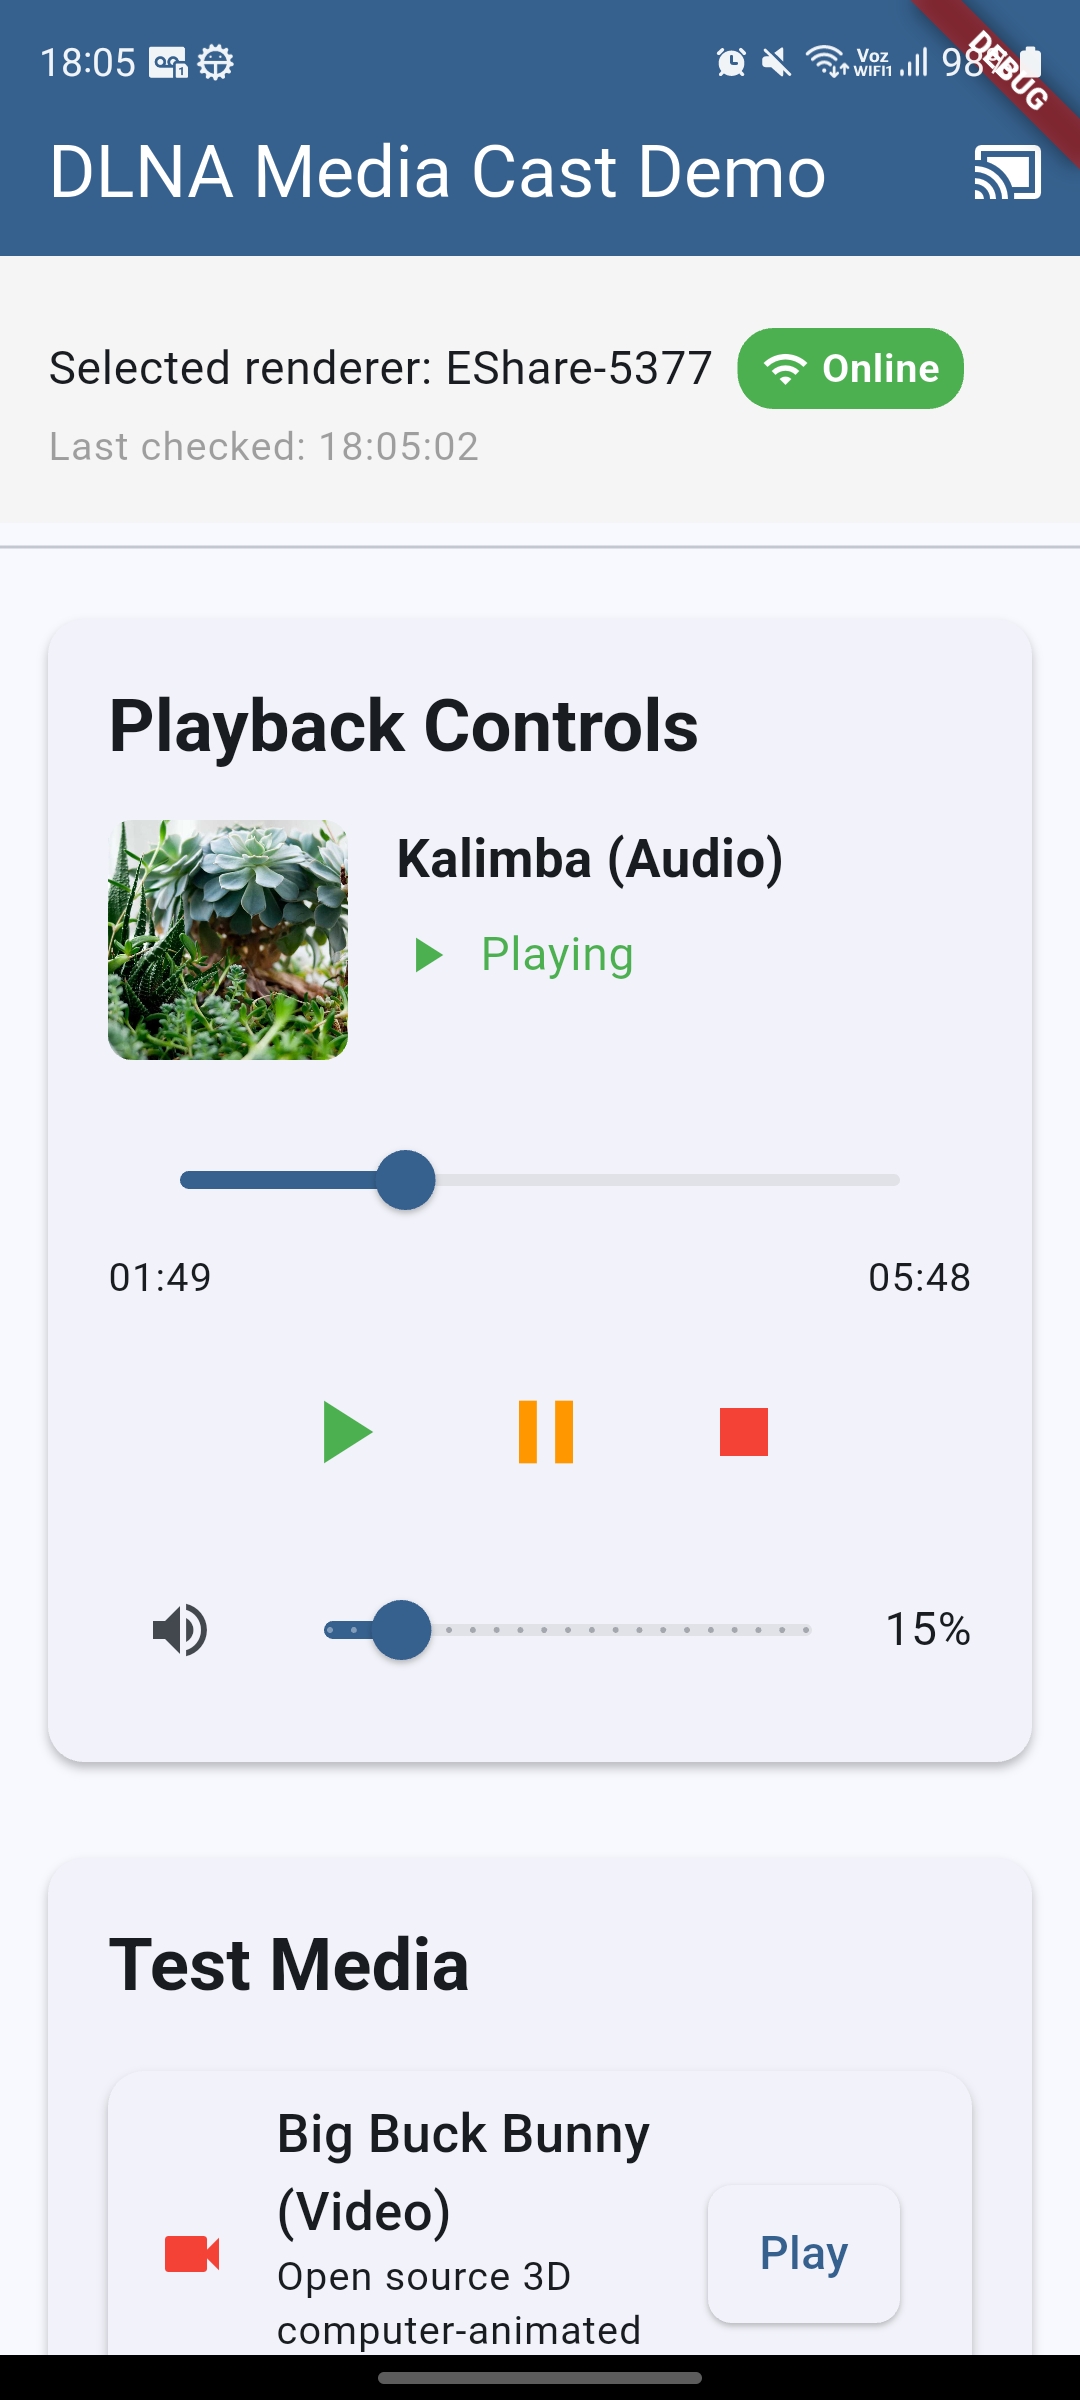 18:05
Voz
WIFI1
98%
DEBUG
DLNA Media Cast Demo
Selected renderer: EShare-5377
Online
Last checked: 18:05:02
Playback Controls
Kalimba (Audio)
Playing
01:49
05:48
15%
Test Media
Big Buck Bunny
(Video)
Open source 3D
computer-animated
Play